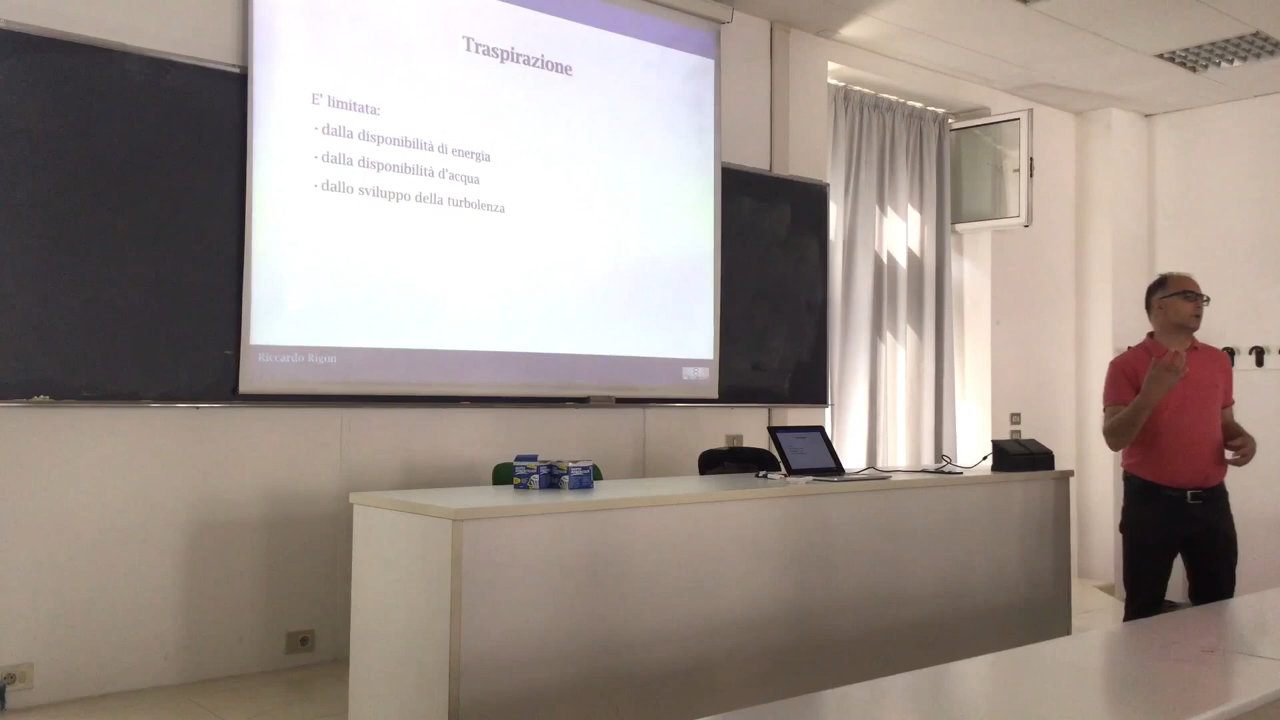 Traspirazione
E' limitata:
· dalla disponibilità di energia
· dalla disponibilità d'acqua
· dallo sviluppo della turbolenza
Riccardo Rigon